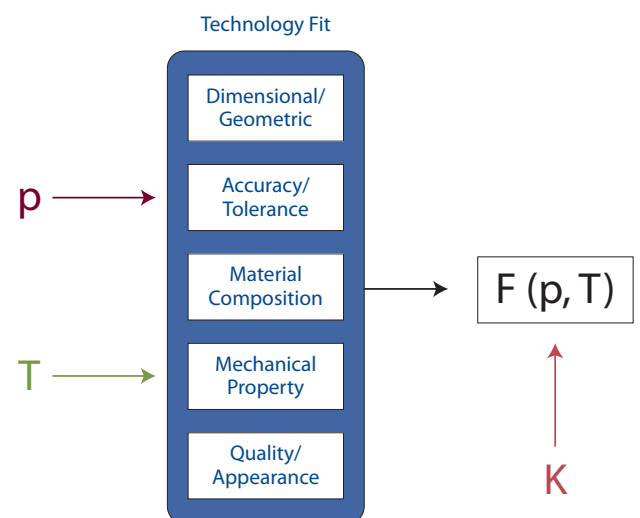 Technology Fit
Dimensional/
Geometric
p
Accuracy/
Tolerance
Material
Composition
F (p, T)
T
Mechanical
Property
Quality/
Appearance
K